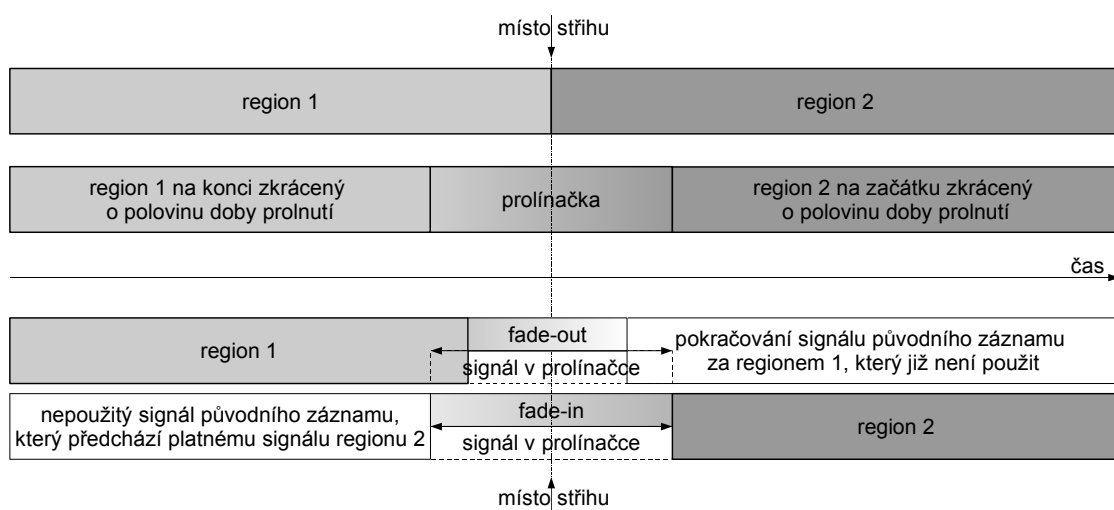 místo střihu
region 1
region 2
region 1 na konci zkrácený
o polovinu doby prolnutí
prolínačka
region 2 na začátku zkrácený
o polovinu doby prolnutí
čas
region 1
fade-out
signál v prolínačce
pokračování signálu původního záznamu
za regionem 1, který již není použit
nepoužitý signál původního záznamu,
který předchází platnému signálu regionu 2
fade-in
signál v prolínačce
region 2
místo střihu